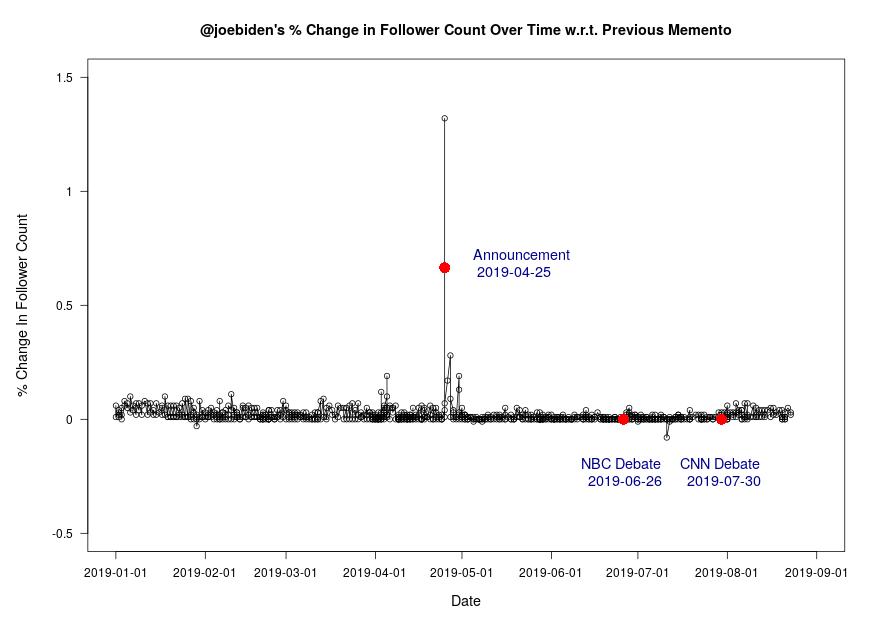 @joebiden's % Change in Follower Count Over Time w.r.t. Previous Memento
% Change In Follower Count
1.5
1
0.5
0
-0.5
Announcement
2019-04-25
NBC Debate
2019-06-26
CNN Debate
2019-07-30
2019-01-01 2019-02-01 2019-03-01 2019-04-01 2019-05-01 2019-06-01 2019-07-01 2019-08-01 2019-09-01
Date